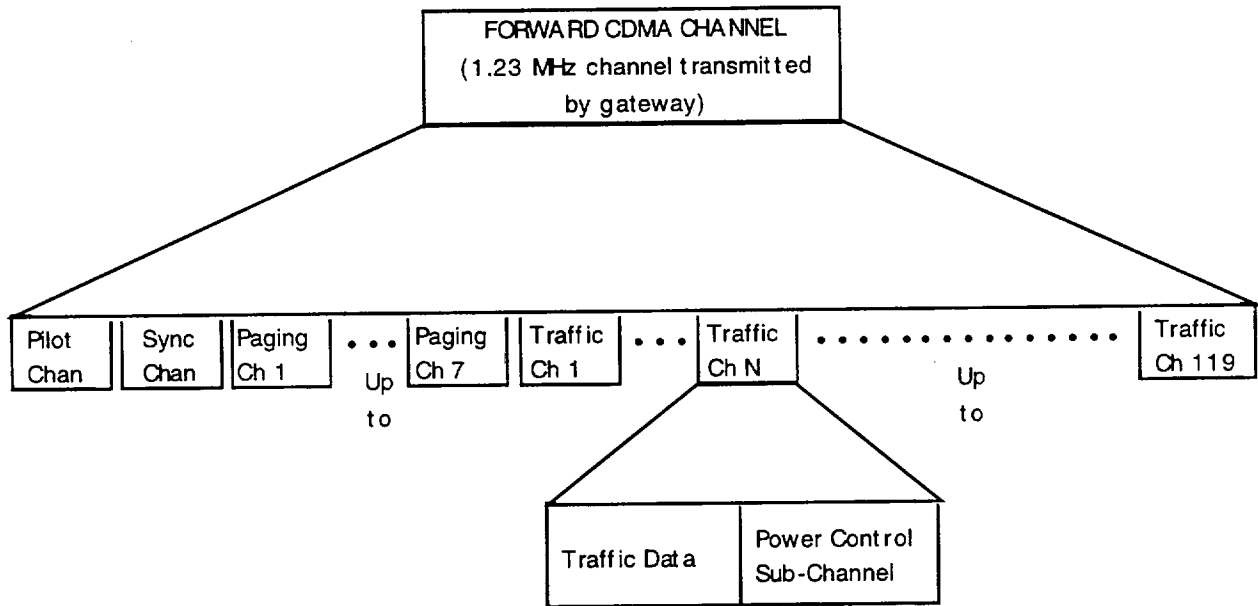 FORWARD CDMA CHANNEL
(1.23 MHz channel transmitted
by gateway)
Pilot
Chan
Sync
Chan
Paging
Ch 1
Up
to
Paging
Ch 7
Traffic
Ch 1
Traffic
Ch N
Up
to
Traffic
Ch 119
Traffic Data
Power Control
Sub-Channel